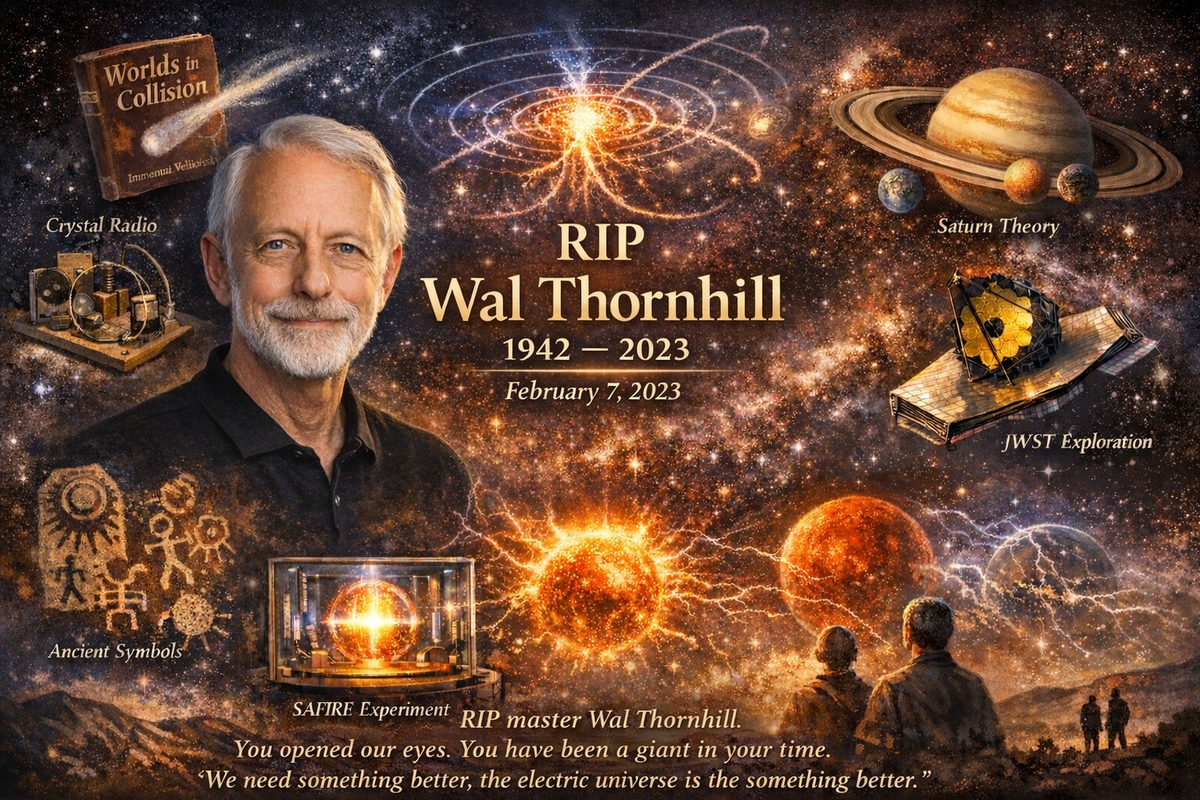 Worlds in
Collision
Crystal Radio
RIP
Wal Thornhill
1942 — 2023
February 7, 2023
Saturn Theory
JWST Exploration
Ancient Symbols
SAFIRE Experiment
RIP master Wal Thornhill.
You opened our eyes. You have been a giant in your time.
‘We need something better, the electric universe is the something better.”